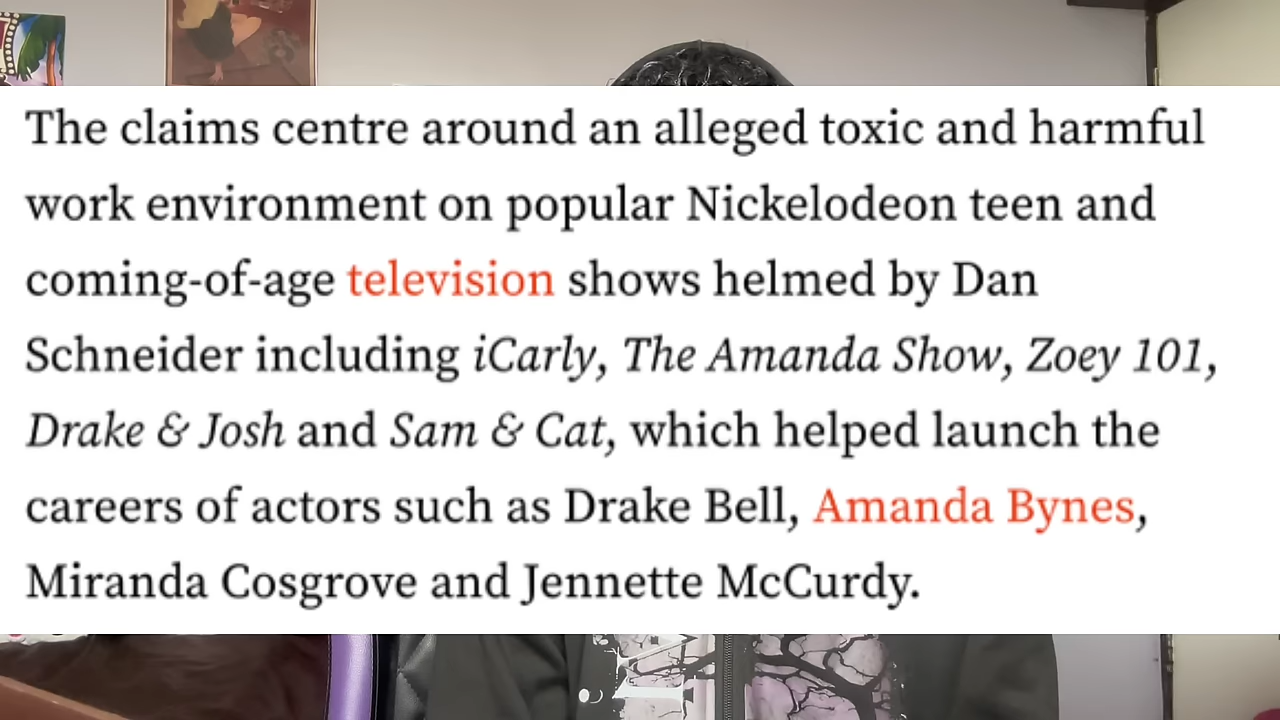 The claims centre around an alleged toxic and harmful
work environment on popular Nickelodeon teen and
coming-of-age television shows helmed by Dan
Schneider including iCarly, The Amanda Show, Zoey 101,
Drake & Josh and Sam & Cat, which helped launch the
careers of actors such as Drake Bell, Amanda Bynes,
Miranda Cosgrove and Jennette McCurdy.